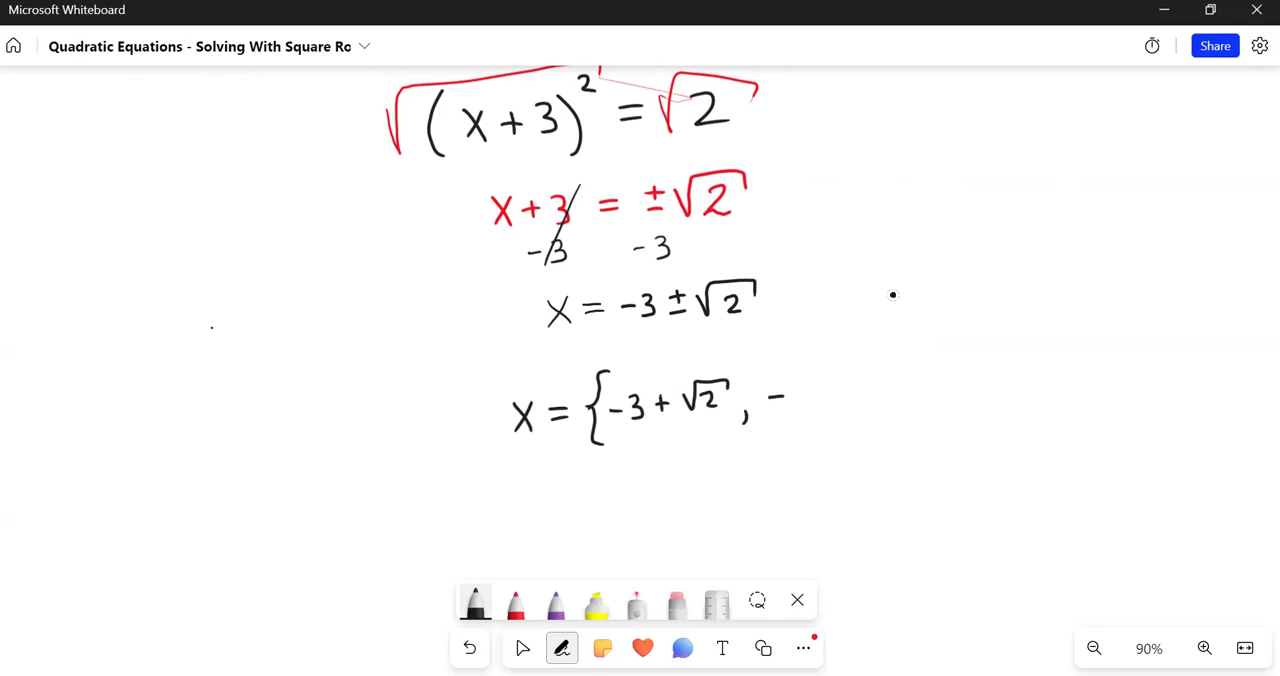 Microsoft Whiteboard
Quadratic Equations - Solving With Square Ro
Share
√(x+3)² = √2
x+3 = ±√2
-3 -3
x = -3 ± √2
x = {-3 + √2, -
T
90%